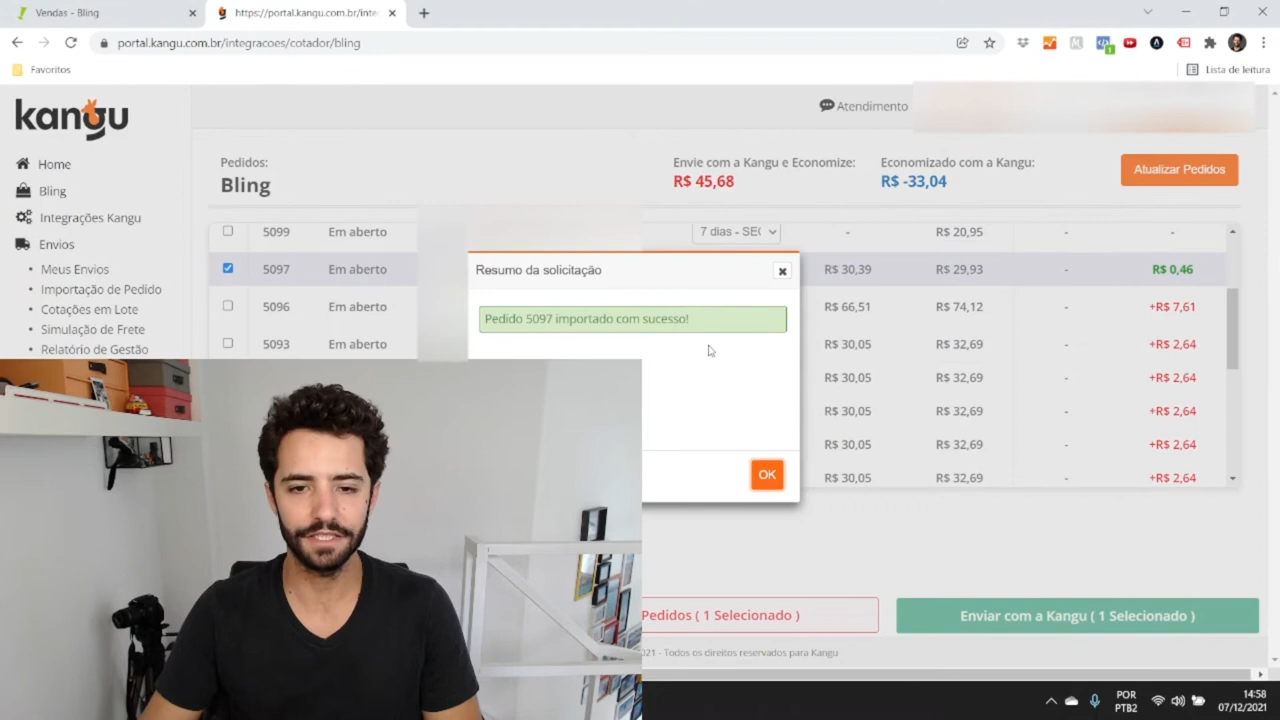 Vendas - Bling
https://portal.kangu.com.br/inte
portal.kangu.com.br/integracoes/cotador/bling
1
Favoritos
Lista de leitura
kangu
Atendimento
Home
Bling
Integrações Kangu
Envios
• Meus Envios
• Importação de Pedido
• Cotações em Lote
• Simulação de Frete
• Relatório de Gestão
Pedidos:
Bling
Envie com a Kangu e Economize:
R$ 45,68
Economizado com a Kangu:
R$ -33,04
Atualizar Pedidos
5099 Em aberto 7 dias - SE( - R$ 20,95 - -
5097 Em aberto R$ 30,39 R$ 29,93 - R$ 0,46
5096 Em aberto R$ 66,51 R$ 74,12 - +R$ 7,61
5093 Em aberto R$ 30,05 R$ 32,69 - +R$ 2,64
R$ 30,05 R$ 32,69 - +R$ 2,64
R$ 30,05 R$ 32,69 - +R$ 2,64
R$ 30,05 R$ 32,69 - +R$ 2,64
R$ 30,05 R$ 32,69 +R$ 2,64
Resumo da solicitação
Pedido 5097 importado com sucesso!
OK
Pedidos ( 1 Selecionado )
Enviar com a Kangu ( 1 Selecionado )
2021 - Todos os direitos reservados para Kangu
POR
PTB2
14:58
07/12/2021